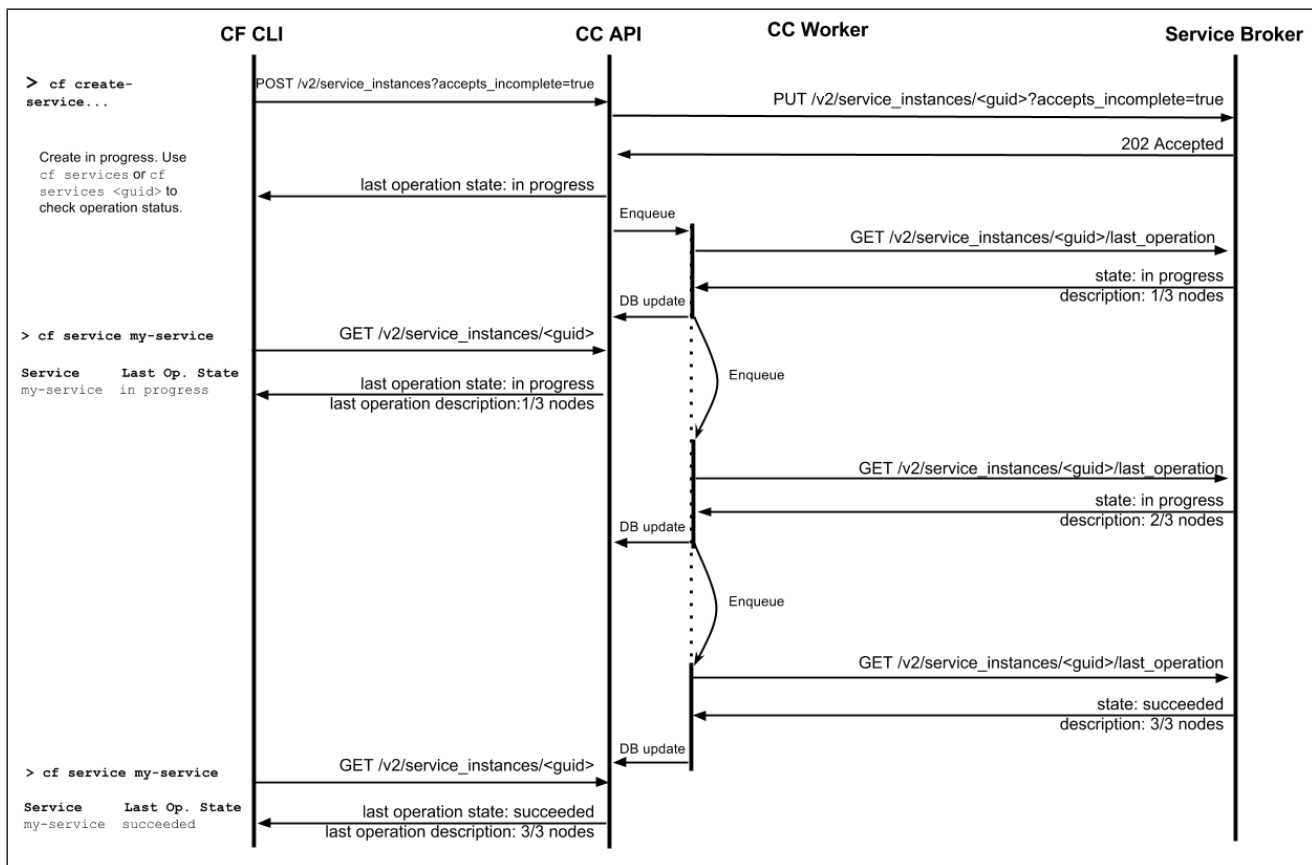 CF CLI
CC API
CC Worker
Service Broker
> cf create-
service...
POST /v2/service_instances?accepts_incomplete=true
PUT /v2/service_instances/<guid>?accepts_incomplete=true
202 Accepted
Create in progress. Use
cf services or cf
services <guid> to
check operation status.
last operation state: in progress
Enqueue
GET /v2/service_instances/<guid>/last_operation
state: in progress
description: 1/3 nodes
DB update
> cf service my-service
GET /v2/service_instances/<guid>
Service Last Op. State
my-service in progress
last operation state: in progress
last operation description:1/3 nodes
Enqueue
GET /v2/service_instances/<guid>/last_operation
state: in progress
description: 2/3 nodes
DB update
Enqueue
GET /v2/service_instances/<guid>/last_operation
state: succeeded
description: 3/3 nodes
DB update
> cf service my-service
GET /v2/service_instances/<guid>
Service Last Op. State
my-service succeeded
last operation state: succeeded
last operation description: 3/3 nodes